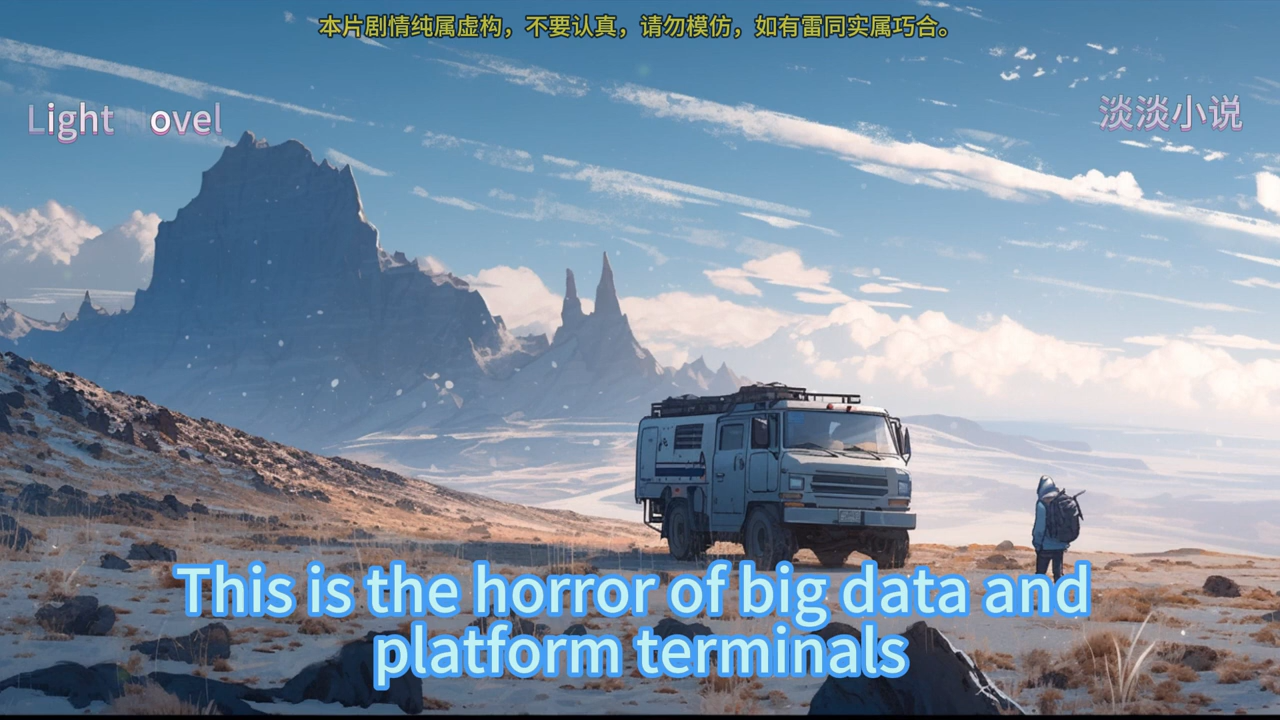 本片剧情纯属虚构，不要认真，请勿模仿，如有雷同实属巧合。
Light ovel
淡淡小说
This is the horror of big data and
platform terminals